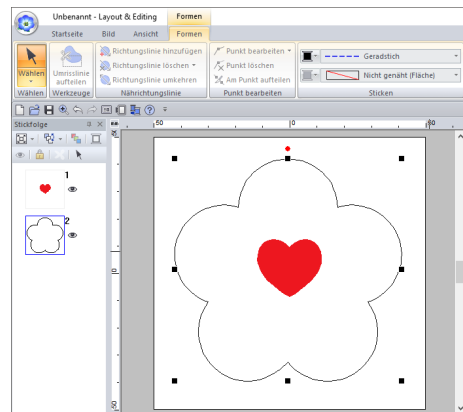 Unbenannt - Layout & Editing Formen
Startseite Bild Ansicht Formen
Wählen
Umrisslinie aufteilen
Richtungslinie hinzufügen
Richtungslinie löschen
Richtungslinie umkehren
Punkt bearbeiten
Punkt löschen
Am Punkt aufteilen
Geradstich
Nicht genäht (Fläche)
Wählen Werkzeuge Nährichtungslinie Punkt bearbeiten Sticken
Stickfolge
50 0 50
1
2
0
50